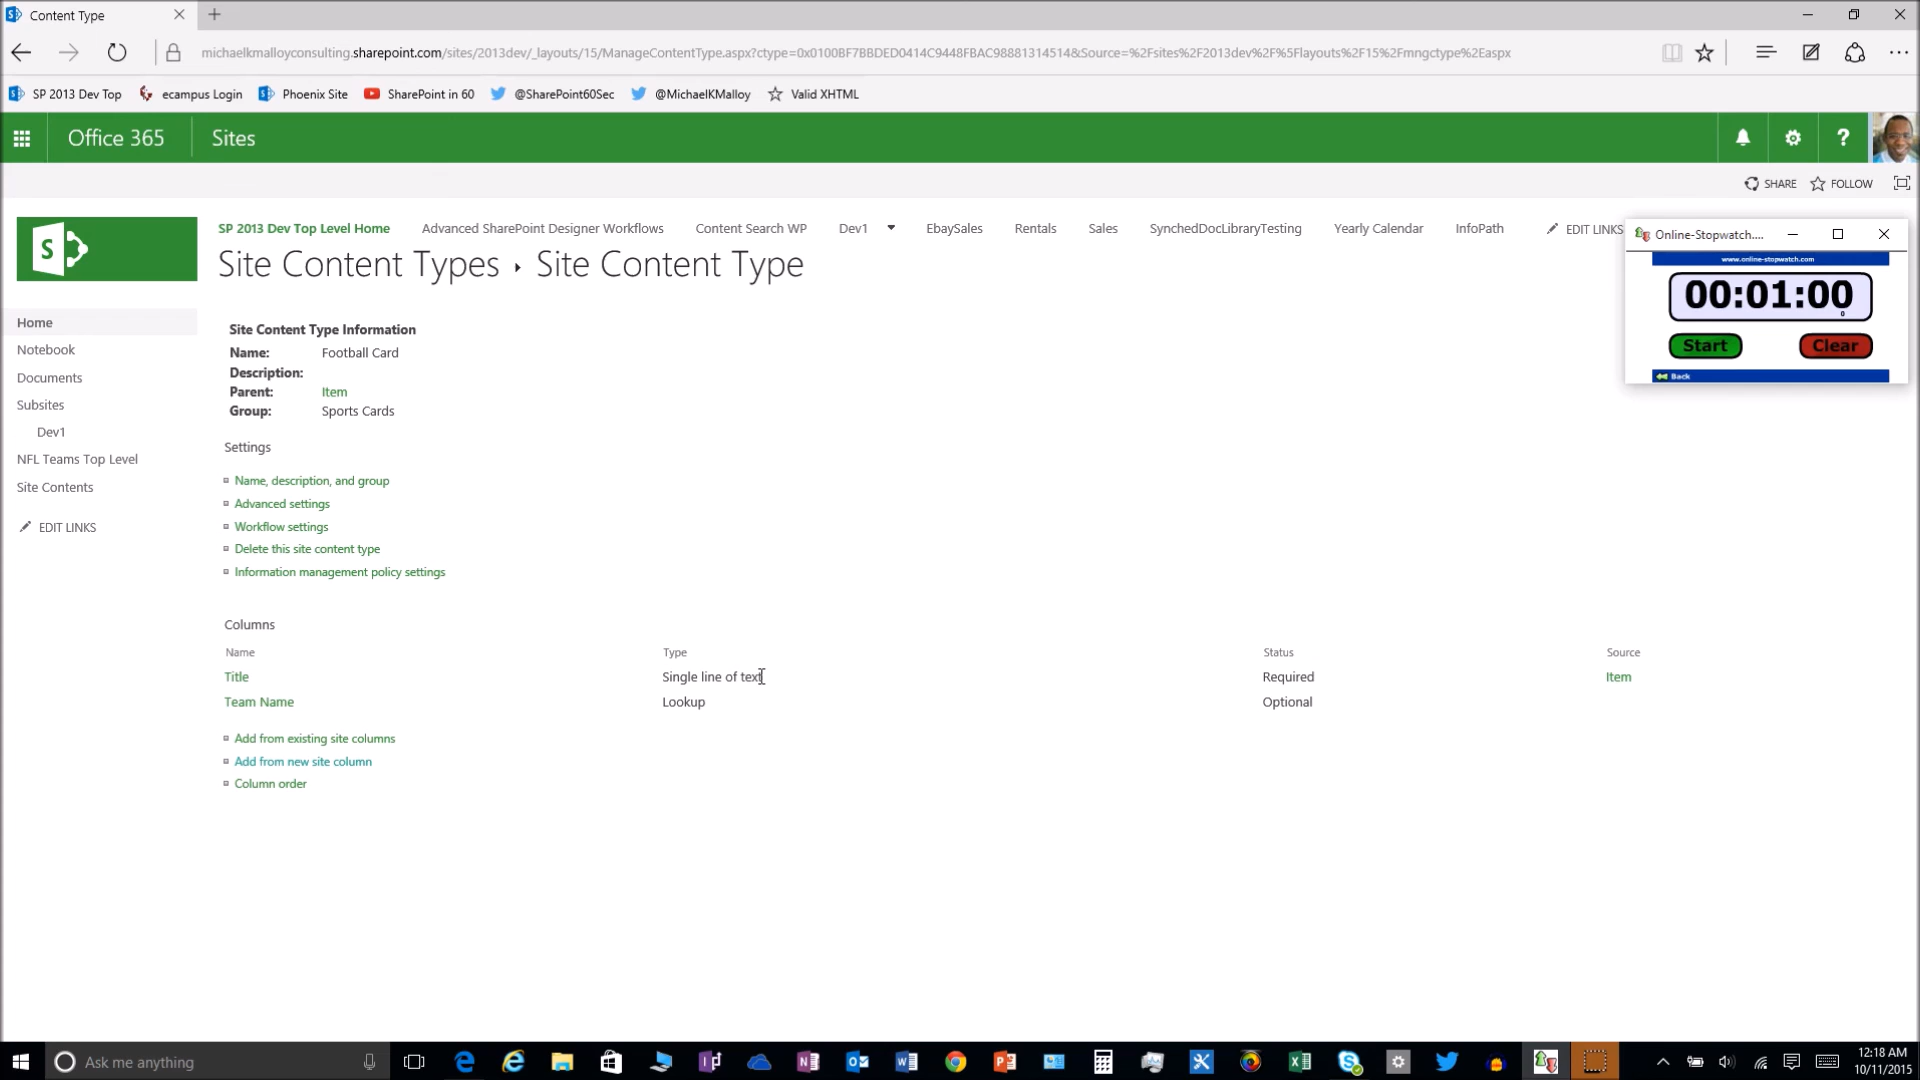 Content Type
michaelkmalloyconsulting.sharepoint.com/sites/2013dev/_layouts/15/ManageContentType.aspx?ctype=0x0100BF7BBDED0414C9448FBAC988813145514&Source=%2Fsites%2F2013dev%2F%5Flayouts%2F15%2Fmngctype%2Easpx
SP 2013 Dev Top ecampus Login Phoenix Site SharePoint in 60 @SharePoint60Sec @MichaelKMalloy Valid XHTML
Office 365 Sites ?
SHARE FOLLOW
SP 2013 Dev Top Level Home Advanced SharePoint Designer Workflows Content Search WP Dev1 EbaySales Rentals Sales SynchedDocLibraryTesting Yearly Calendar InfoPath EDIT LINKS
Site Content Types ▸ Site Content Type
Online-Stopwatch....
www.online-stopwatch.com
00:01:00
0
Start Clear
Back
Home
Notebook
Documents
Subsites
Dev1
NFL Teams Top Level
Site Contents
EDIT LINKS
Site Content Type Information
Name: Football Card
Description:
Parent: Item
Group: Sports Cards
Settings
Name, description, and group
Advanced settings
Workflow settings
Delete this site content type
Information management policy settings
Columns
Name Type Status Source
Title Single line of text Required Item
Team Name Lookup Optional
Add from existing site columns
Add from new site column
Column order
Ask me anything
12:18 AM
10/11/2015